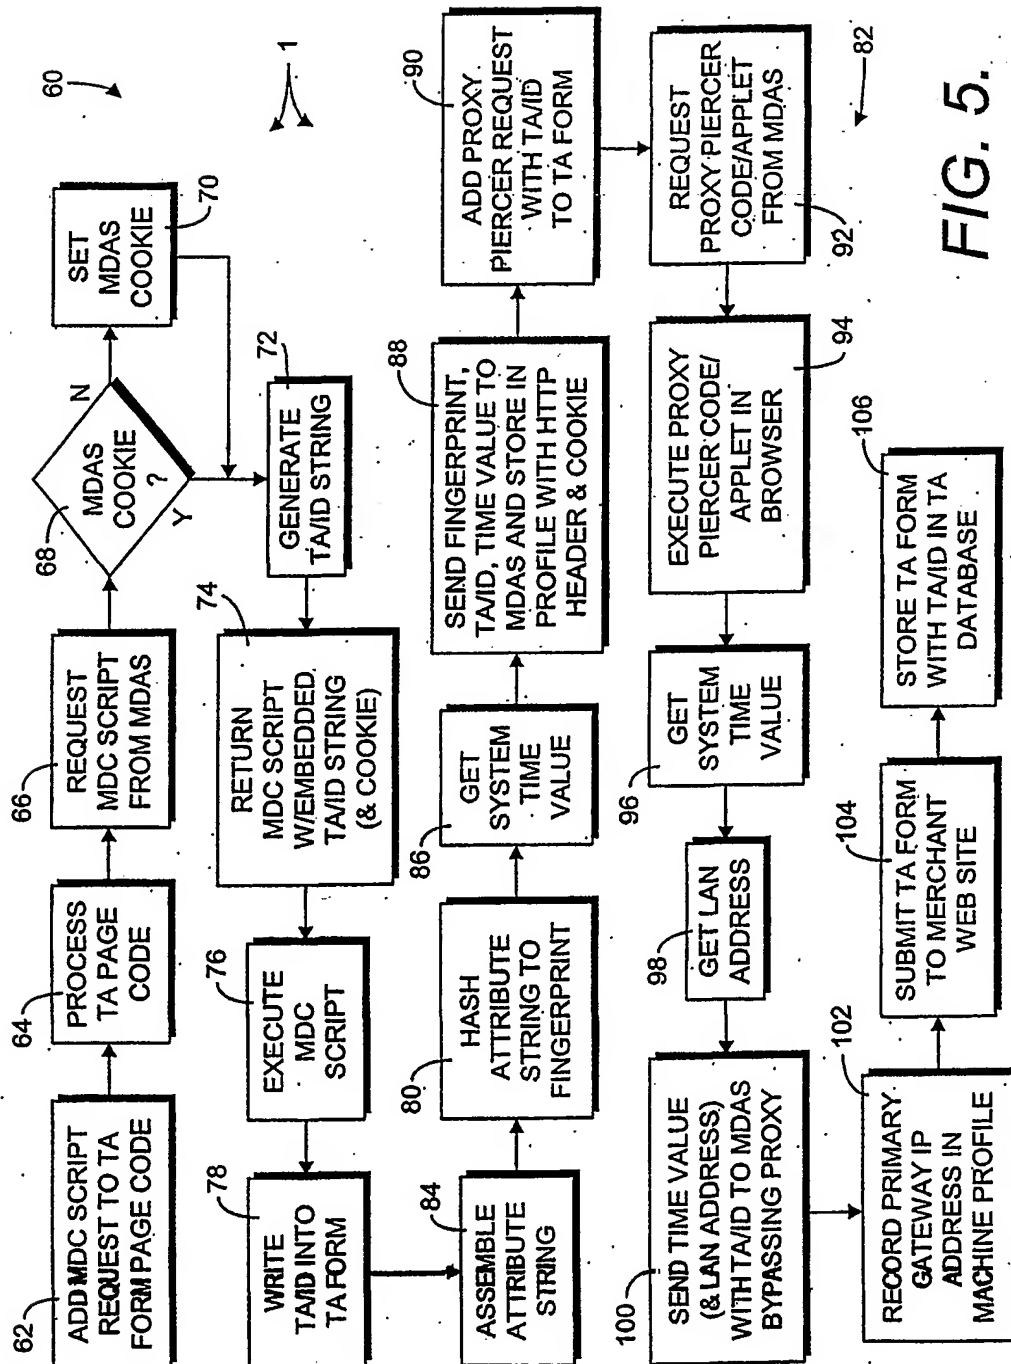 60
1
62
ADD MDC SCRIPT
REQUEST TO TA
FORM PAGE CODE
64
PROCESS
TA PAGE
CODE
66
REQUEST
MDC SCRIPT
FROM MDAS
68
MDAS
COOKIE
?
N
Y
70
SET
MDAS
COOKIE
72
GENERATE
TA/ID STRING
74
RETURN
MDC SCRIPT
W/EMBEDDED
TA/ID STRING
(& COOKIE)
76
EXECUTE
MDC
SCRIPT
78
WRITE
TA/ID INTO
TA FORM
84
ASSEMBLE
ATTRIBUTE
STRING
80
HASH
ATTRIBUTE
STRING TO
FINGERPRINT
86
GET
SYSTEM
TIME
VALUE
88
SEND FINGERPRINT,
TA/ID, TIME VALUE TO
MDAS AND STORE IN
PROFILE WITH HTTP
HEADER & COOKIE
90
ADD PROXY
PIERCER REQUEST
WITH TA/ID
TO TA FORM
92
REQUEST
PROXY PIERCER
CODE/APPLET
FROM MDAS
82
94
EXECUTE PROXY
PIERCER CODE/
APPLET IN
BROWSER
96
GET
SYSTEM
TIME
VALUE
98
GET LAN
ADDRESS
100
SEND TIME VALUE
(& LAN ADDRESS)
WITH TA/ID TO MDAS
BYPASSING PROXY
102
RECORD PRIMARY
GATEWAY IP
ADDRESS IN
MACHINE PROFILE
104
SUBMIT TA FORM
TO MERCHANT
WEB SITE
106
STORE TA FORM
WITH TA/ID IN TA
DATABASE
FIG. 5.